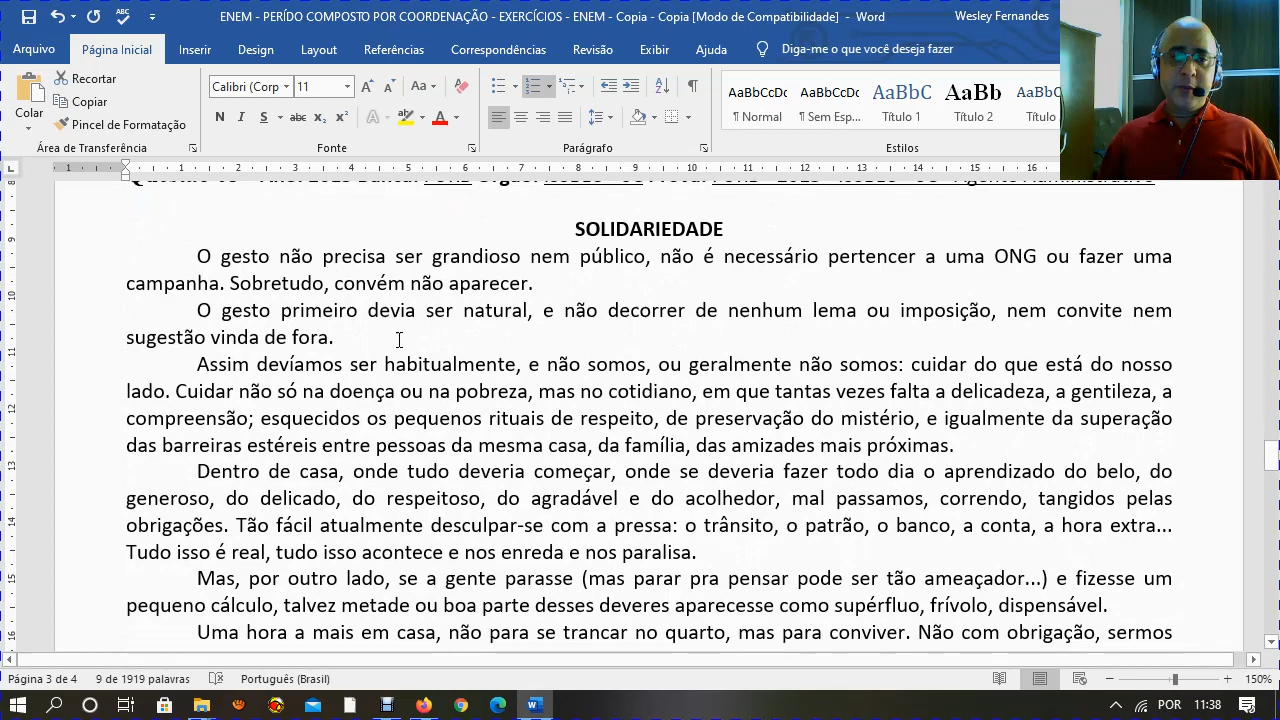 ENEM - PERÍDO COMPOSTO POR COORDENAÇÃO - EXERCÍCIOS - ENEM - Copia - Copia [Modo de Compatibilidade] - Word
Wesley Fernandes
Arquivo Página Inicial Inserir Design Layout Referências Correspondências Revisão Exibir Ajuda Diga-me o que você deseja fazer
Colar
Recortar
Copiar
Pincel de Formatação
Calibri (Corp 11
N I S abc x₂ x²
AaBbCcDc AaBbCcDc AaBbC AaBb AaBbC
¶ Normal ¶ Sem Esp... Título 1 Título 2 Título
Área de Transferência Fonte Parágrafo Estilos
SOLIDARIEDADE
O gesto não precisa ser grandioso nem público, não é necessário pertencer a uma ONG ou fazer uma
campanha. Sobretudo, convém não aparecer.
O gesto primeiro devia ser natural, e não decorrer de nenhum lema ou imposição, nem convite nem
sugestão vinda de fora.
Assim devíamos ser habitualmente, e não somos, ou geralmente não somos: cuidar do que está do nosso
lado. Cuidar não só na doença ou na pobreza, mas no cotidiano, em que tantas vezes falta a delicadeza, a gentileza, a
compreensão; esquecidos os pequenos rituais de respeito, de preservação do mistério, e igualmente da superação
das barreiras estéreis entre pessoas da mesma casa, da família, das amizades mais próximas.
Dentro de casa, onde tudo deveria começar, onde se deveria fazer todo dia o aprendizado do belo, do
generoso, do delicado, do respeitoso, do agradável e do acolhedor, mal passamos, correndo, tangidos pelas
obrigações. Tão fácil atualmente desculpar-se com a pressa: o trânsito, o patrão, o banco, a conta, a hora extra...
Tudo isso é real, tudo isso acontece e nos enreda e nos paralisa.
Mas, por outro lado, se a gente parasse (mas parar pra pensar pode ser tão ameaçador...) e fizesse um
pequeno cálculo, talvez metade ou boa parte desses deveres aparecesse como supérfluo, frívolo, dispensável.
Uma hora a mais em casa, não para se trancar no quarto, mas para conviver. Não com obrigação, sermos
Página 3 de 4 9 de 1919 palavras Português (Brasil) 150%
POR 11:38